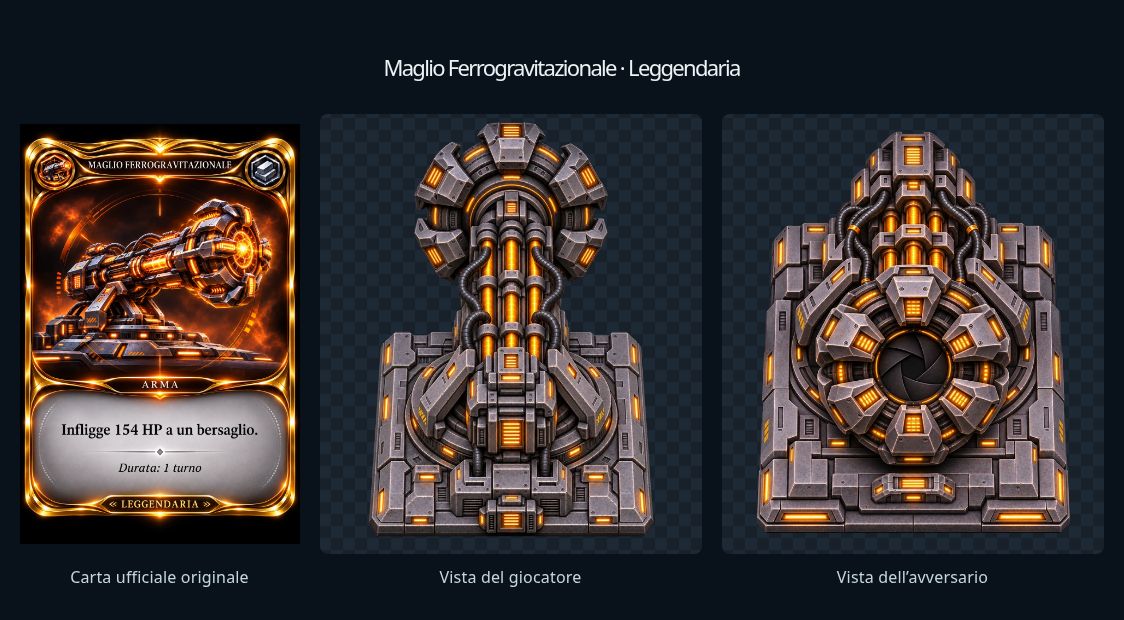 Maglio Ferrogravitazionale · Leggendaria
MAGLIO FERROGRAVITAZIONALE
ARMA
Infligge 154 HP a un bersaglio.
Durata: 1 turno
« LEGGENDARIA »
Carta ufficiale originale
Vista del giocatore
Vista dell’avversario